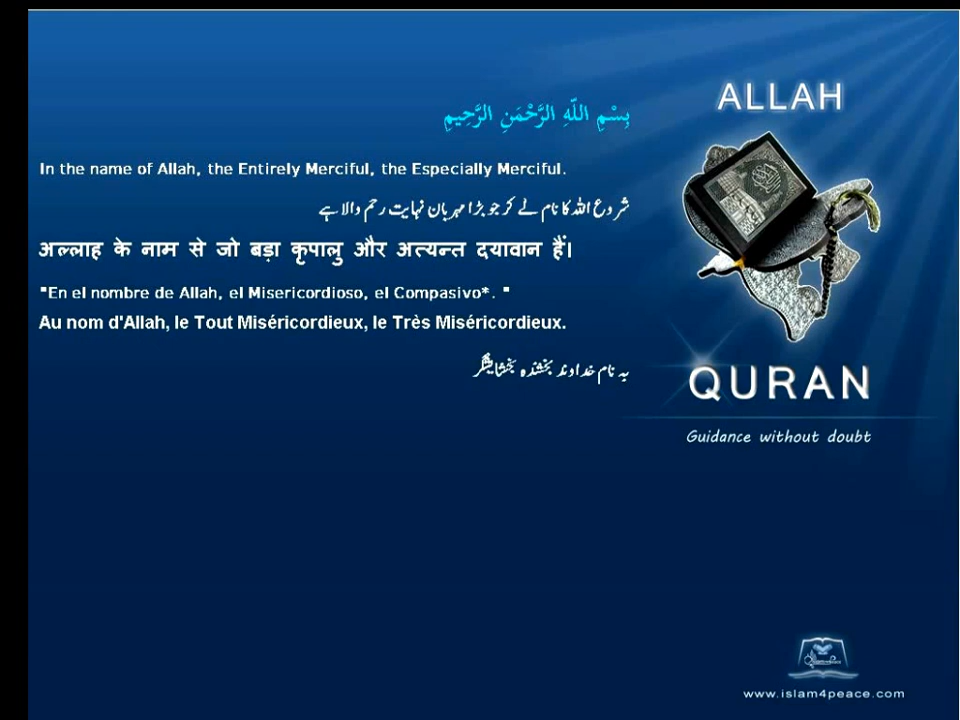 بِسْمِ اللَّهِ الرَّحْمَنِ الرَّحِيمِ
In the name of Allah, the Entirely Merciful, the Especially Merciful.
شروع الله کا نام لے کر جو بڑا مہربان نہایت رحم والا ہے
अल्लाह के नाम से जो बड़ा कृपालु और अत्यन्त दयावान हैं।
"En el nombre de Allah, el Misericordioso, el Compasivo*. "
Au nom d'Allah, le Tout Miséricordieux, le Très Miséricordieux.
به نام خداوند بخشنده بخشایشگر
ALLAH
QURAN
Guidance without doubt
www.islam4peace.com